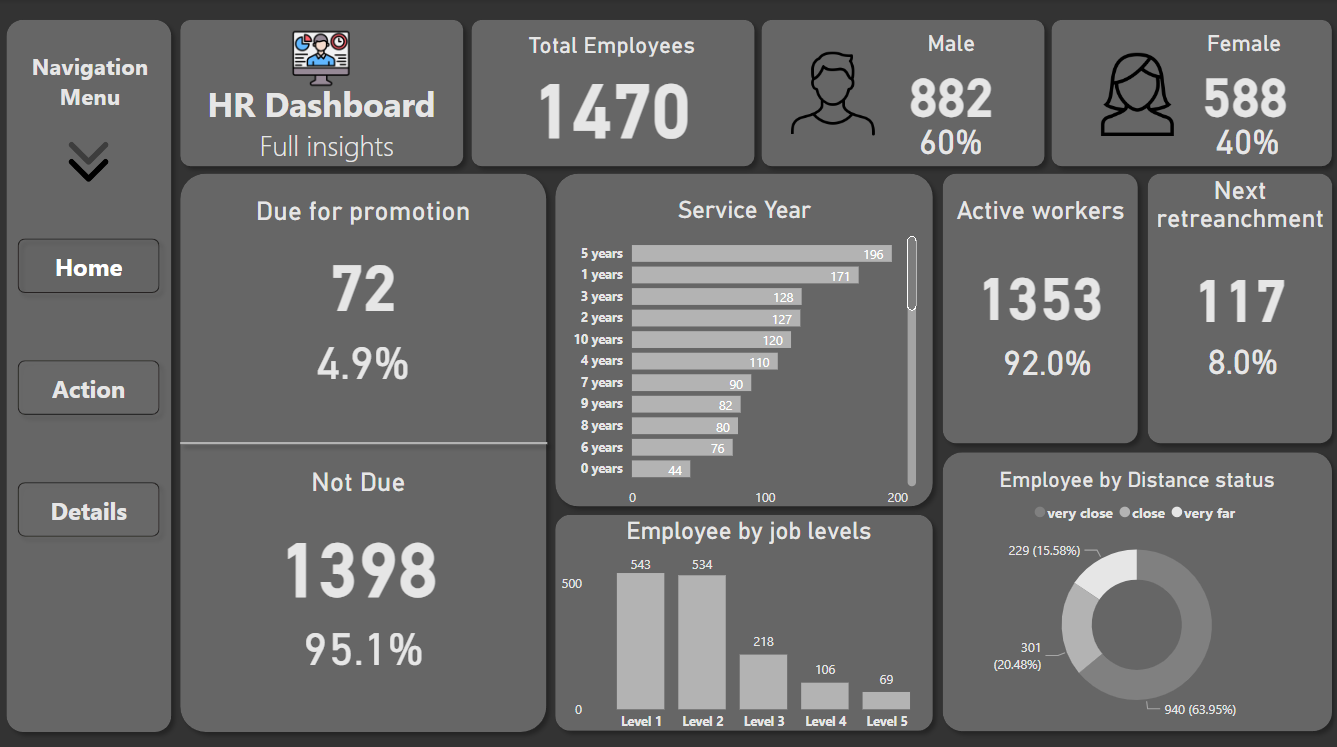 Navigation
Menu
Home
Action
Details
HR Dashboard
Full insights
Total Employees
1470
Male
882
60%
Female
588
40%
Due for promotion
72
4.9%
Not Due
1398
95.1%
Service Year
5 years 196
1 years 171
3 years 128
2 years 127
10 years 120
4 years 110
7 years 90
9 years 82
8 years 80
6 years 76
0 years 44
0 100 200
Employee by job levels
500
0
543 534 218 106 69
Level 1 Level 2 Level 3 Level 4 Level 5
Active workers
1353
92.0%
Next
retreanchment
117
8.0%
Employee by Distance status
very close close very far
229 (15.58%)
301
(20.48%)
940 (63.95%)